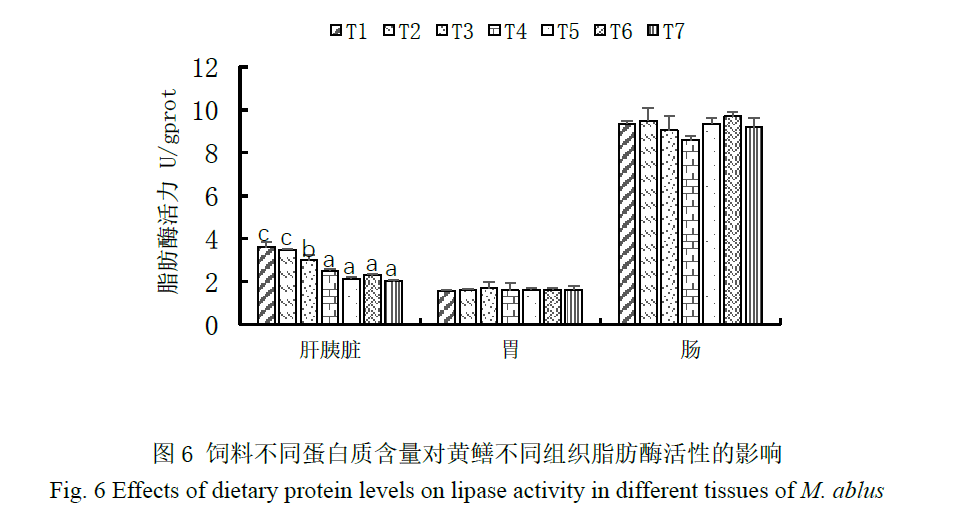 T1 T2 T3 T4 T5 T6 T7
脂肪酶活力 U/gprot
12
10
8
6
4
2
0
c c b a a a a
肝胰脏 胃 肠
图 6 饲料不同蛋白质含量对黄鳝不同组织脂肪酶活性的影响
Fig. 6 Effects of dietary protein levels on lipase activity in different tissues of M. ablus